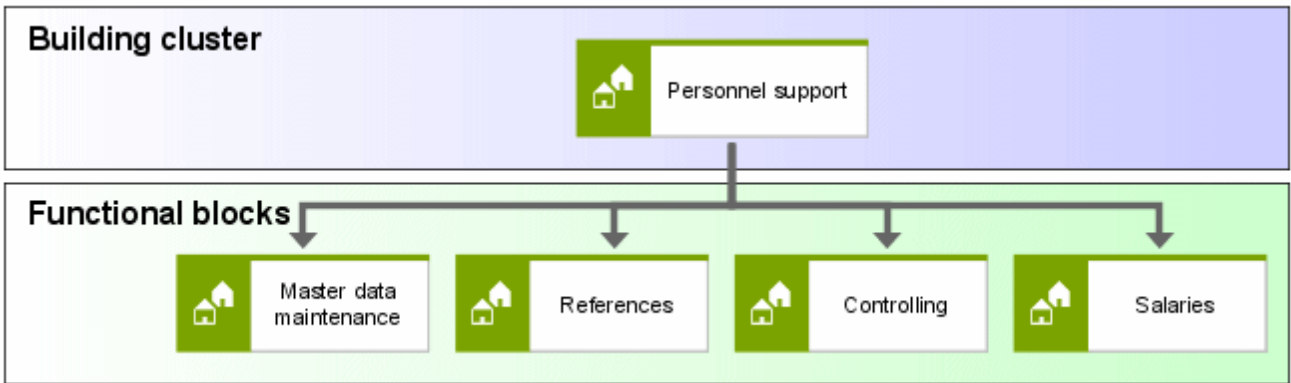 Building cluster
Personnel support
Functional blocks
Master data
maintenance
References
Controlling
Salaries